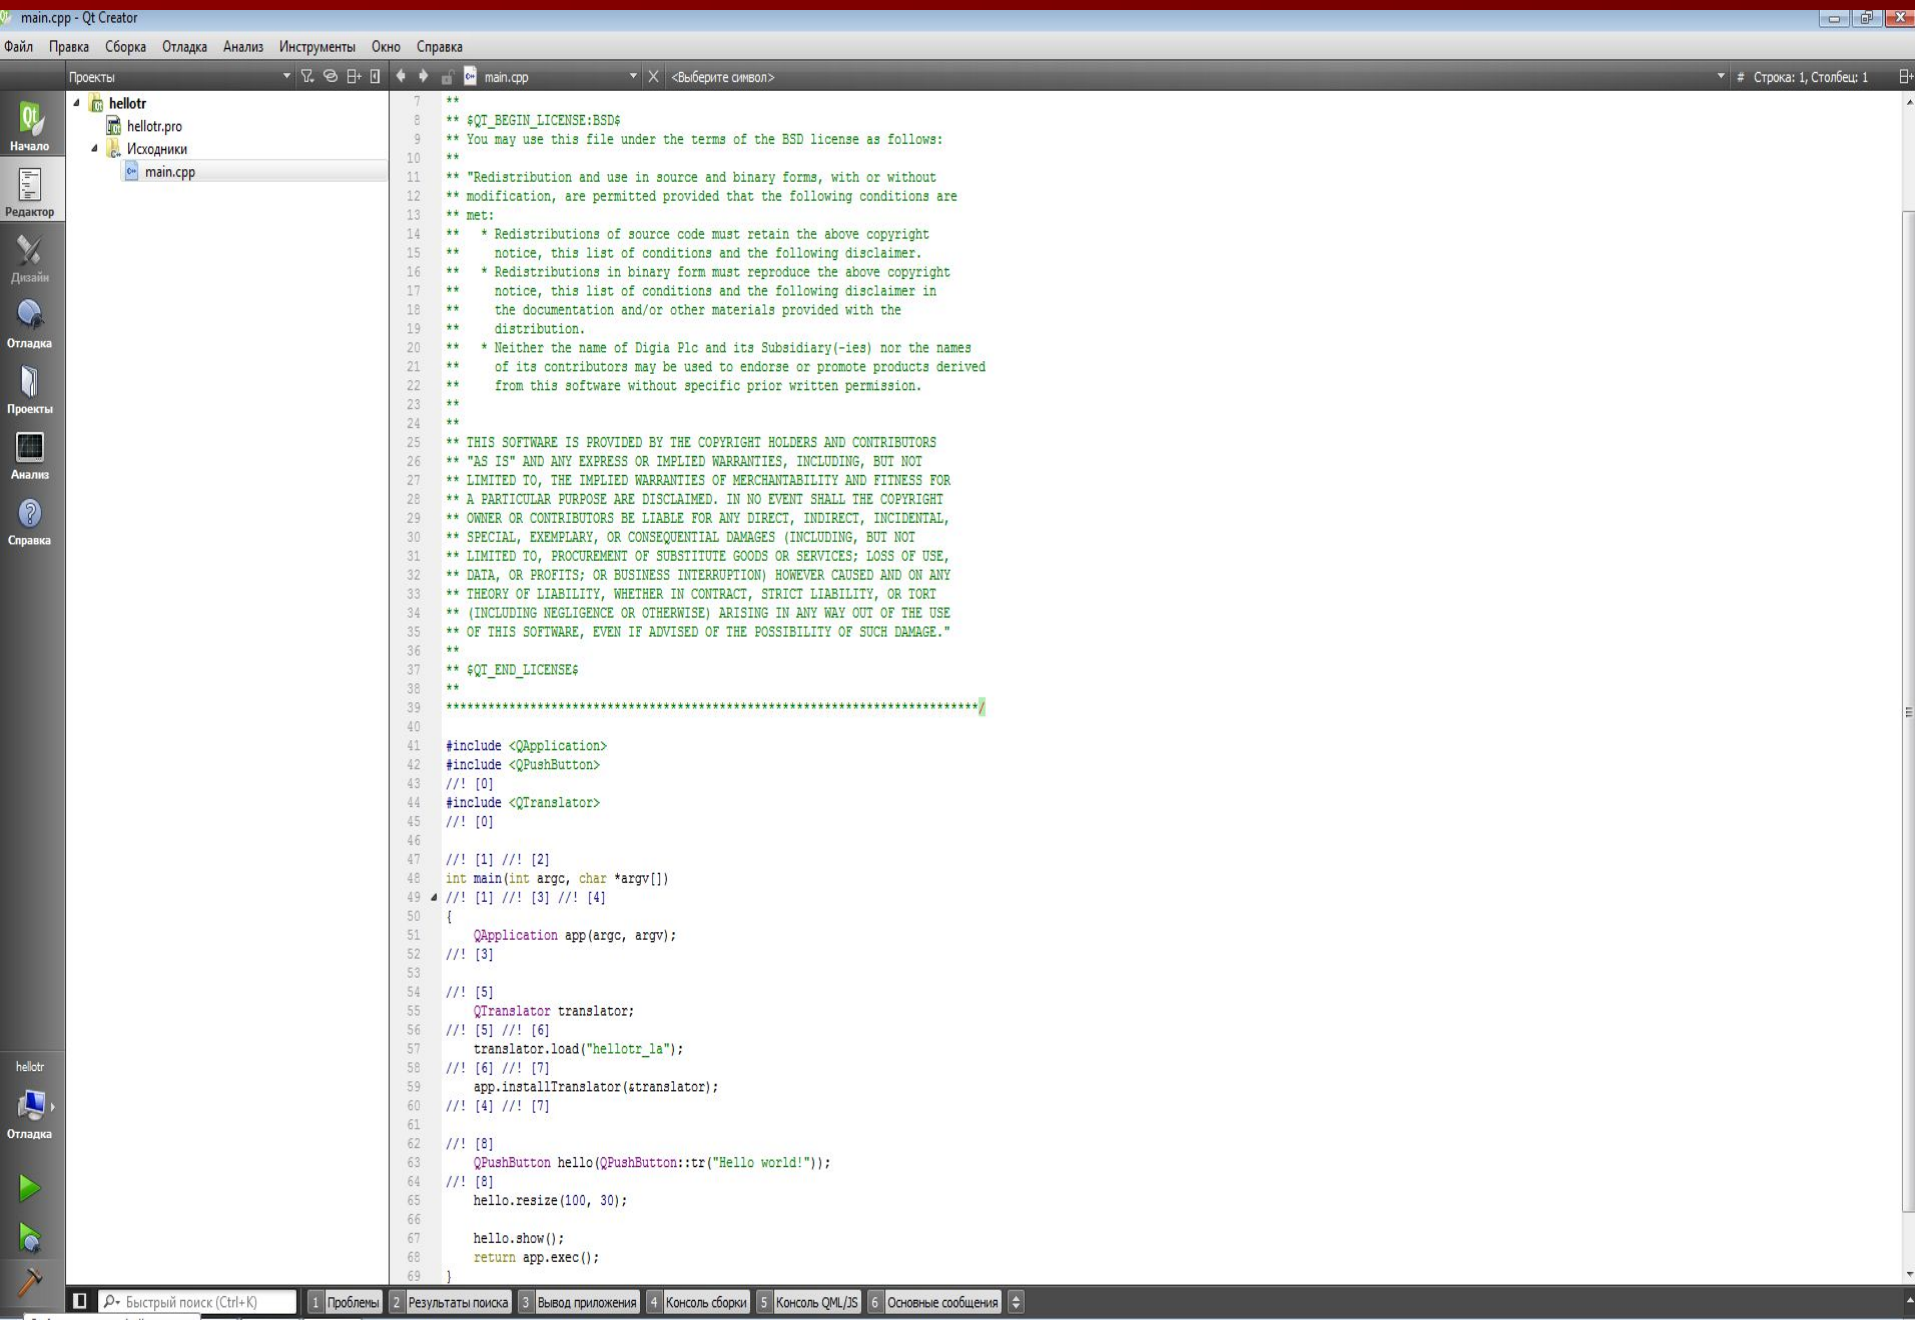 main.cpp - Qt Creator
Файл Правка Сборка Отладка Анализ Инструменты Окно Справка
Проекты
main.cpp
<Выберите символ>
# Строка: 1, Столбец: 1
Начало
Редактор
Дизайн
Отладка
Проекты
Анализ
Справка
hellotr
Отладка
hellotr
hellotr.pro
Исходники
main.cpp
7 **
8 ** $QT_BEGIN_LICENSE:BSD$
9 ** You may use this file under the terms of the BSD license as follows:
10 **
11 ** "Redistribution and use in source and binary forms, with or without
12 ** modification, are permitted provided that the following conditions are
13 ** met:
14 ** * Redistributions of source code must retain the above copyright
15 ** notice, this list of conditions and the following disclaimer.
16 ** * Redistributions in binary form must reproduce the above copyright
17 ** notice, this list of conditions and the following disclaimer in
18 ** the documentation and/or other materials provided with the
19 ** distribution.
20 ** * Neither the name of Digia Plc and its Subsidiary(-ies) nor the names
21 ** of its contributors may be used to endorse or promote products derived
22 ** from this software without specific prior written permission.
23 **
24 **
25 ** THIS SOFTWARE IS PROVIDED BY THE COPYRIGHT HOLDERS AND CONTRIBUTORS
26 ** "AS IS" AND ANY EXPRESS OR IMPLIED WARRANTIES, INCLUDING, BUT NOT
27 ** LIMITED TO, THE IMPLIED WARRANTIES OF MERCHANTABILITY AND FITNESS FOR
28 ** A PARTICULAR PURPOSE ARE DISCLAIMED. IN NO EVENT SHALL THE COPYRIGHT
29 ** OWNER OR CONTRIBUTORS BE LIABLE FOR ANY DIRECT, INDIRECT, INCIDENTAL,
30 ** SPECIAL, EXEMPLARY, OR CONSEQUENTIAL DAMAGES (INCLUDING, BUT NOT
31 ** LIMITED TO, PROCUREMENT OF SUBSTITUTE GOODS OR SERVICES; LOSS OF USE,
32 ** DATA, OR PROFITS; OR BUSINESS INTERRUPTION) HOWEVER CAUSED AND ON ANY
33 ** THEORY OF LIABILITY, WHETHER IN CONTRACT, STRICT LIABILITY, OR TORT
34 ** (INCLUDING NEGLIGENCE OR OTHERWISE) ARISING IN ANY WAY OUT OF THE USE
35 ** OF THIS SOFTWARE, EVEN IF ADVISED OF THE POSSIBILITY OF SUCH DAMAGE."
36 **
37 ** $QT_END_LICENSE$
38 **
39 ****************************************************************************/
40
41 #include <QApplication>
42 #include <QPushButton>
43 //! [0]
44 #include <QTranslator>
45 //! [0]
46
47 //! [1] //! [2]
48 int main(int argc, char *argv[])
49 //! [1] //! [3] //! [4]
50 {
51 QApplication app(argc, argv);
52 //! [3]
53
54 //! [5]
55 QTranslator translator;
56 //! [5] //! [6]
57 translator.load("hellotr_la");
58 //! [6] //! [7]
59 app.installTranslator(&translator);
60 //! [4] //! [7]
61
62 //! [8]
63 QPushButton hello(QPushButton::tr("Hello world!"));
64 //! [8]
65 hello.resize(100, 30);
66
67 hello.show();
68 return app.exec();
69 }
Быстрый поиск (Ctrl+K)
1 Проблемы 2 Результаты поиска 3 Вывод приложения 4 Консоль сборки 5 Консоль QML/JS 6 Основные сообщения